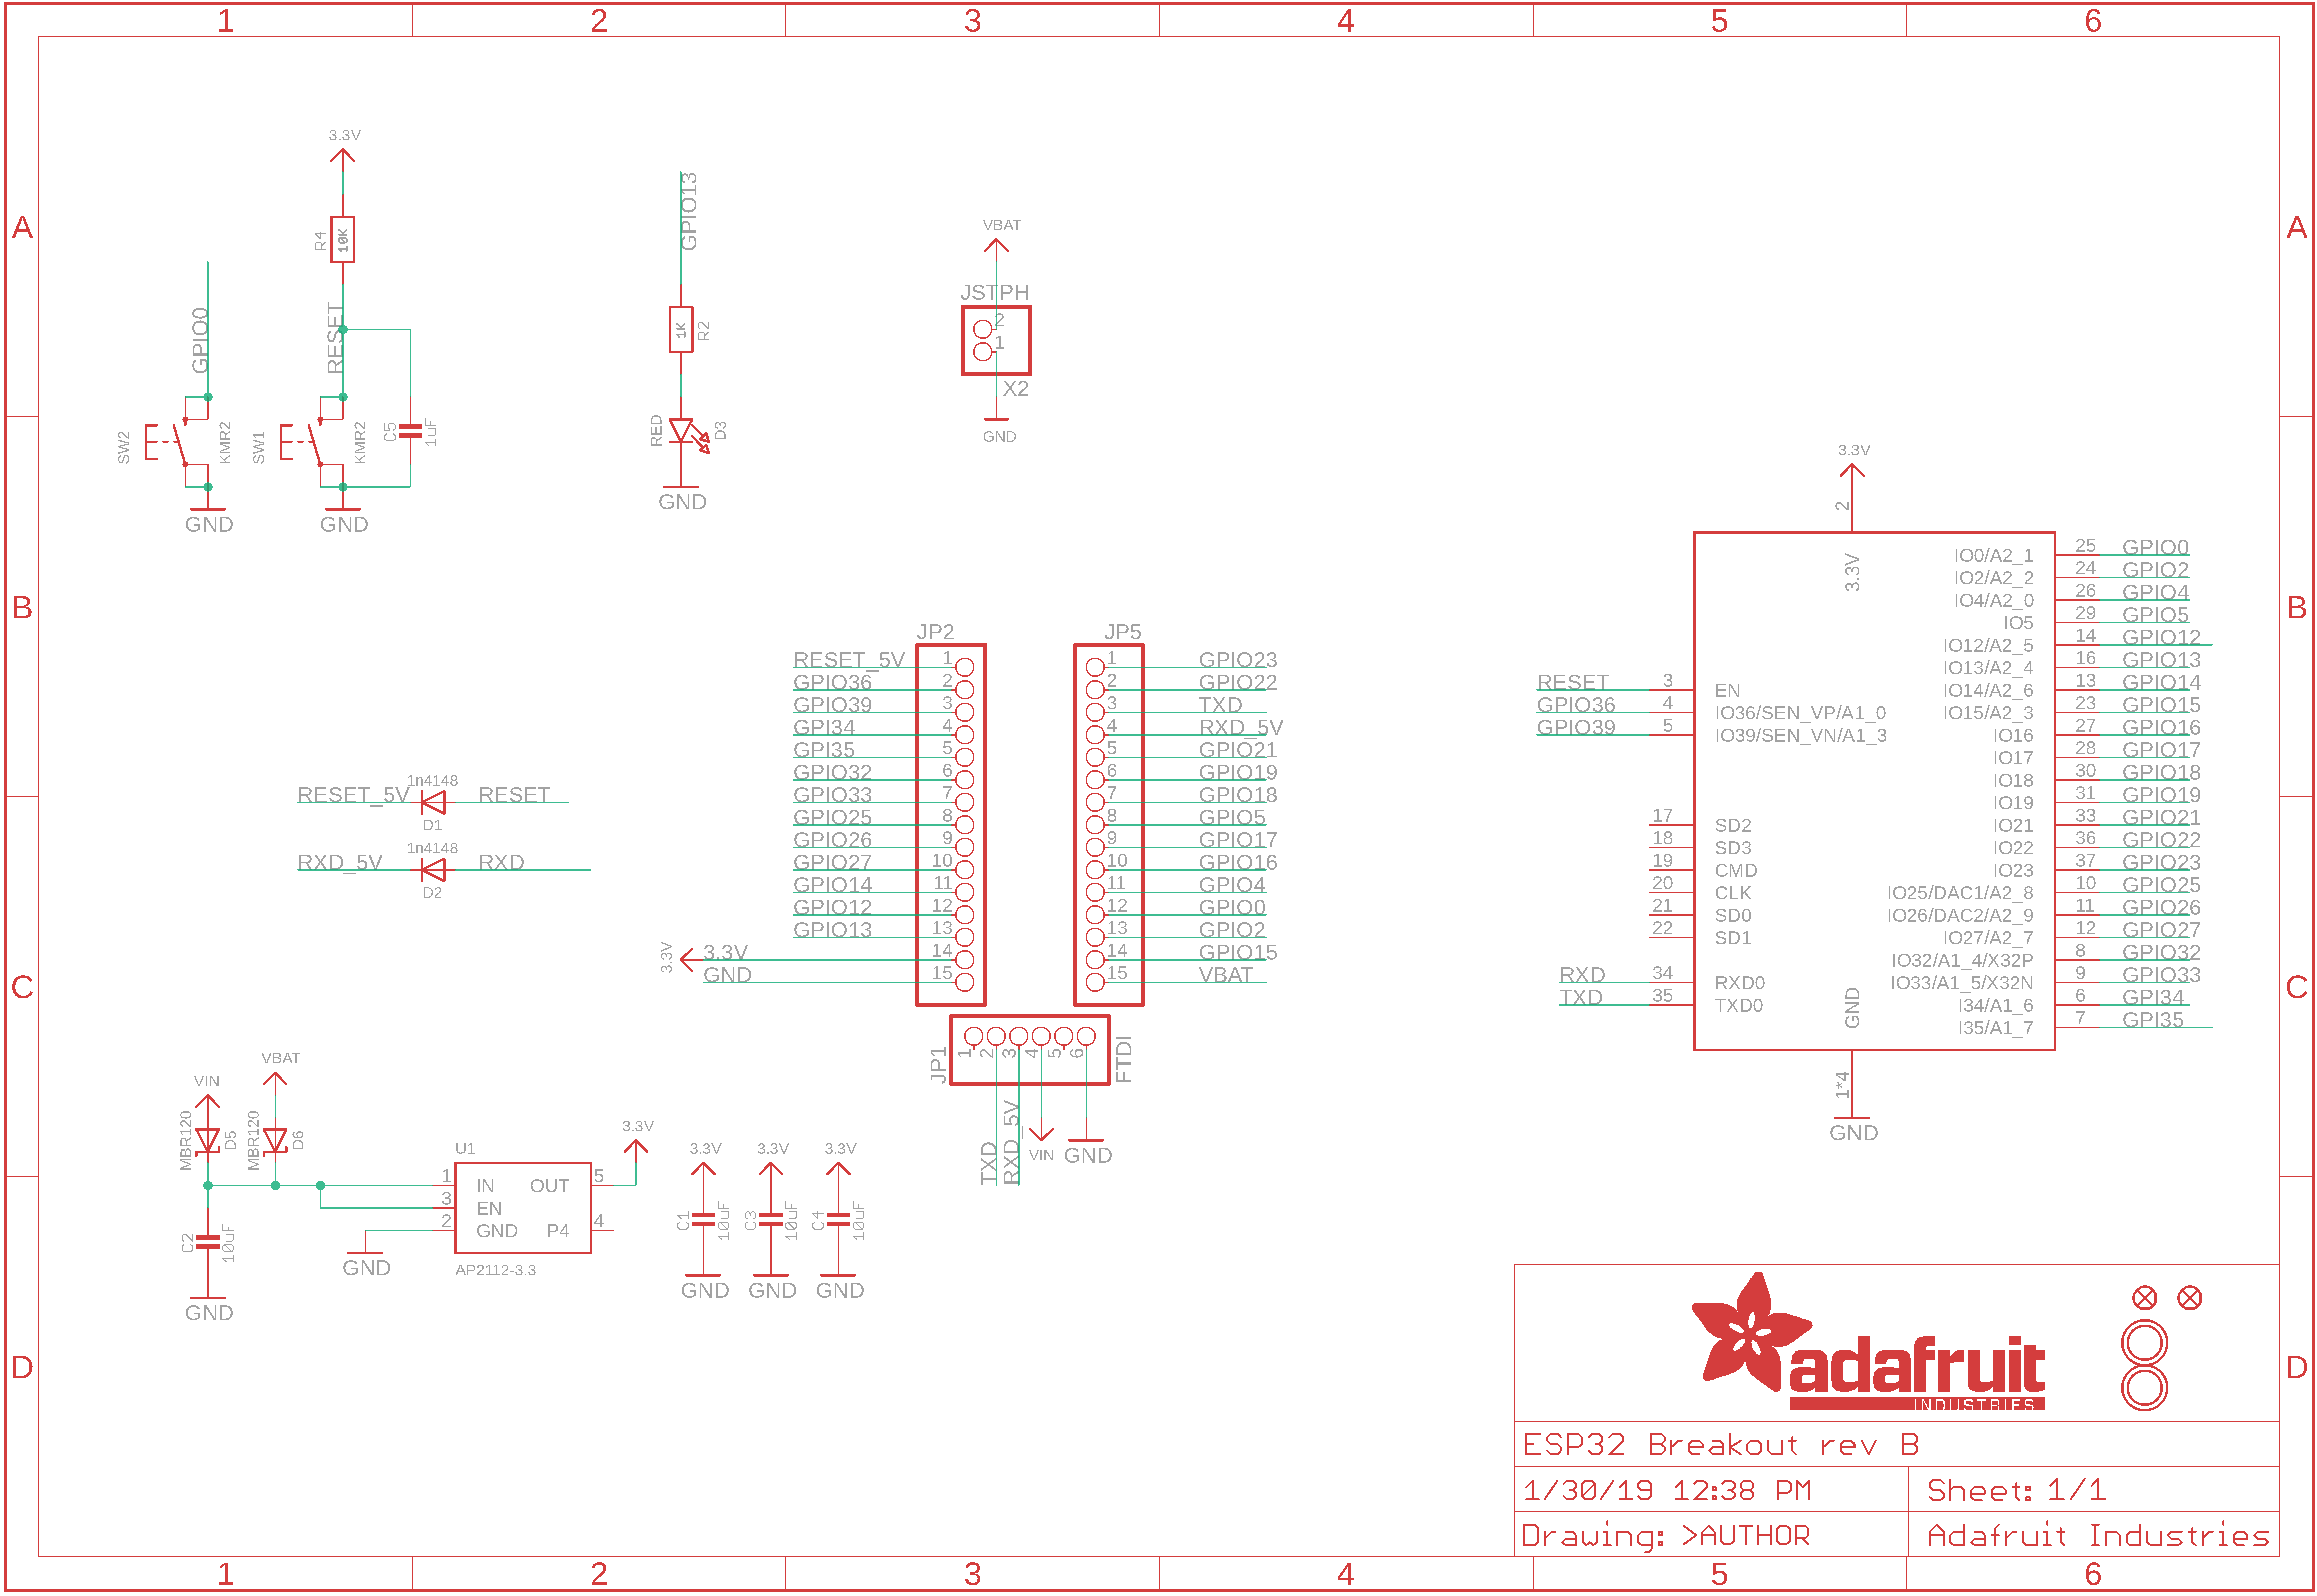 1 2 3 4 5 6
A A
B B
C C
D D
3.3V
R4
10K
GPIO0
RESET
SW2
KMR2
SW1
KMR2
C5
1uF
GND
GND
GPIO13
1K
R2
RED
D3
GND
VBAT
JSTPH
2
1
X2
GND
1n4148
RESET_5V RESET
D1
1n4148
RXD_5V RXD
D2
JP2
RESET_5V 1
GPIO36 2
GPIO39 3
GPI34 4
GPI35 5
GPIO32 6
GPIO33 7
GPIO25 8
GPIO26 9
GPIO27 10
GPIO14 11
GPIO12 12
GPIO13 13
3.3V 3.3V 14
GND 15
JP5
1 GPIO23
2 GPIO22
3 TXD
4 RXD_5V
5 GPIO21
6 GPIO19
7 GPIO18
8 GPIO5
9 GPIO17
10 GPIO16
11 GPIO4
12 GPIO0
13 GPIO2
14 GPIO15
15 VBAT
JP1
1 2 3 4 5 6
FTDI
TXD
RXD_5V
VIN
GND
3.3V
2
3.3V
RESET 3 EN
GPIO36 4 IO36/SEN_VP/A1_0
GPIO39 5 IO39/SEN_VN/A1_3
17 SD2
18 SD3
19 CMD
20 CLK
21 SD0
22 SD1
RXD 34 RXD0
TXD 35 TXD0
IO0/A2_1 25 GPIO0
IO2/A2_2 24 GPIO2
IO4/A2_0 26 GPIO4
IO5 29 GPIO5
IO12/A2_5 14 GPIO12
IO13/A2_4 16 GPIO13
IO14/A2_6 13 GPIO14
IO15/A2_3 23 GPIO15
IO16 27 GPIO16
IO17 28 GPIO17
IO18 30 GPIO18
IO19 31 GPIO19
IO21 33 GPIO21
IO22 36 GPIO22
IO23 37 GPIO23
IO25/DAC1/A2_8 10 GPIO25
IO26/DAC2/A2_9 11 GPIO26
IO27/A2_7 12 GPIO27
IO32/A1_4/X32P 8 GPIO32
IO33/A1_5/X32N 9 GPIO33
I34/A1_6 6 GPI34
I35/A1_7 7 GPI35
GND
1*4
GND
VIN
VBAT
MBR120
D5
MBR120
D6
C2
10uF
GND
U1
1 IN OUT 5
3 EN
2 GND P4 4
AP2112-3.3
GND
3.3V
3.3V 3.3V 3.3V
C1
10uF
C3
10uF
C4
10uF
GND GND GND
adafruit
INDUSTRIES
ESP32 Breakout rev B
1/30/19 12:38 PM
Sheet: 1/1
Drawing: >AUTHOR
Adafruit Industries
1 2 3 4 5 6